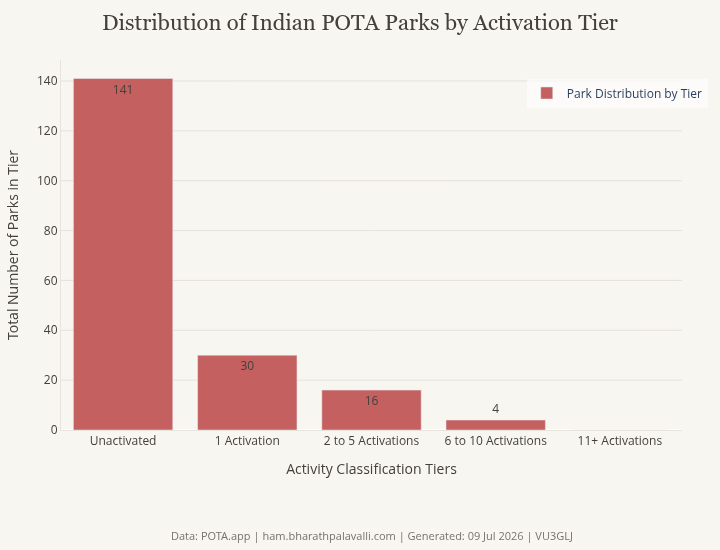 Distribution of Indian POTA Parks by Activation Tier
Park Distribution by Tier
Total Number of Parks in Tier
140
120
100
80
60
40
20
0
141
30
16
4
Unactivated
1 Activation
2 to 5 Activations
6 to 10 Activations
11+ Activations
Activity Classification Tiers
Data: POTA.app | ham.bharathpalavalli.com | Generated: 09 Jul 2026 | VU3GLJ